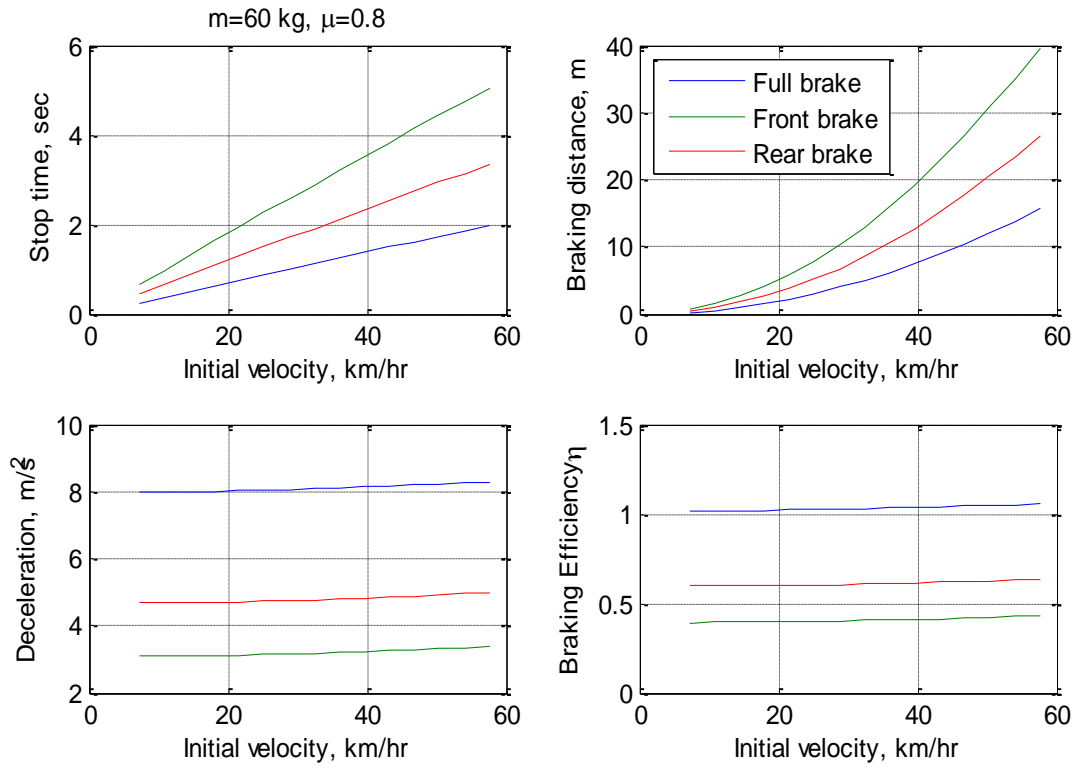 m=60 kg, μ=0.8
6
4
2
0
Stop time, sec
0 20 40 60
Initial velocity, km/hr
40
30
20
10
0
Braking distance, m
Full brake
Front brake
Rear brake
0 20 40 60
Initial velocity, km/hr
10
8
6
4
2
Deceleration, m/s²
0 20 40 60
Initial velocity, km/hr
1.5
1
0.5
0
Braking Efficiencyη
0 20 40 60
Initial velocity, km/hr